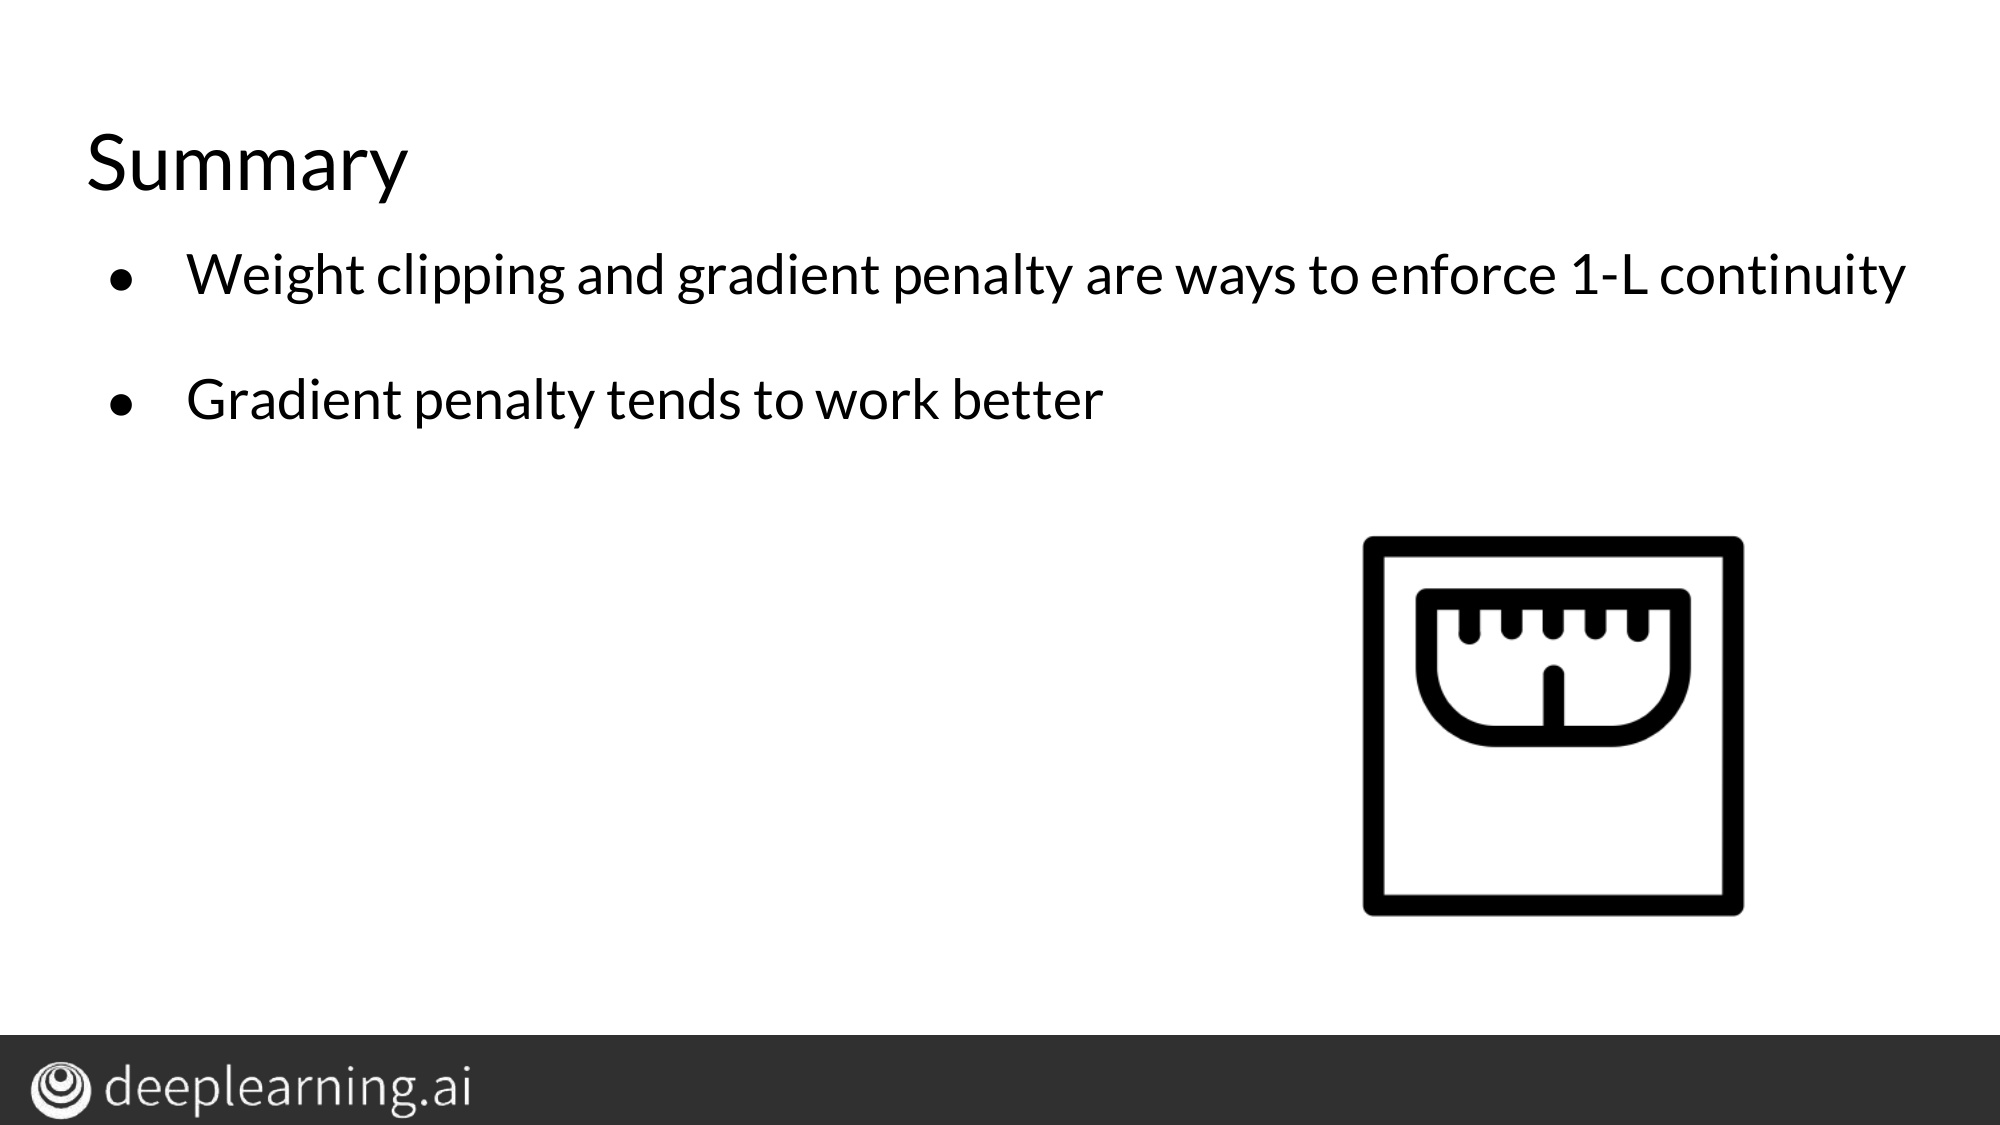 Summary
● Weight clipping and gradient penalty are ways to enforce 1-L continuity
● Gradient penalty tends to work better
deeplearning.ai